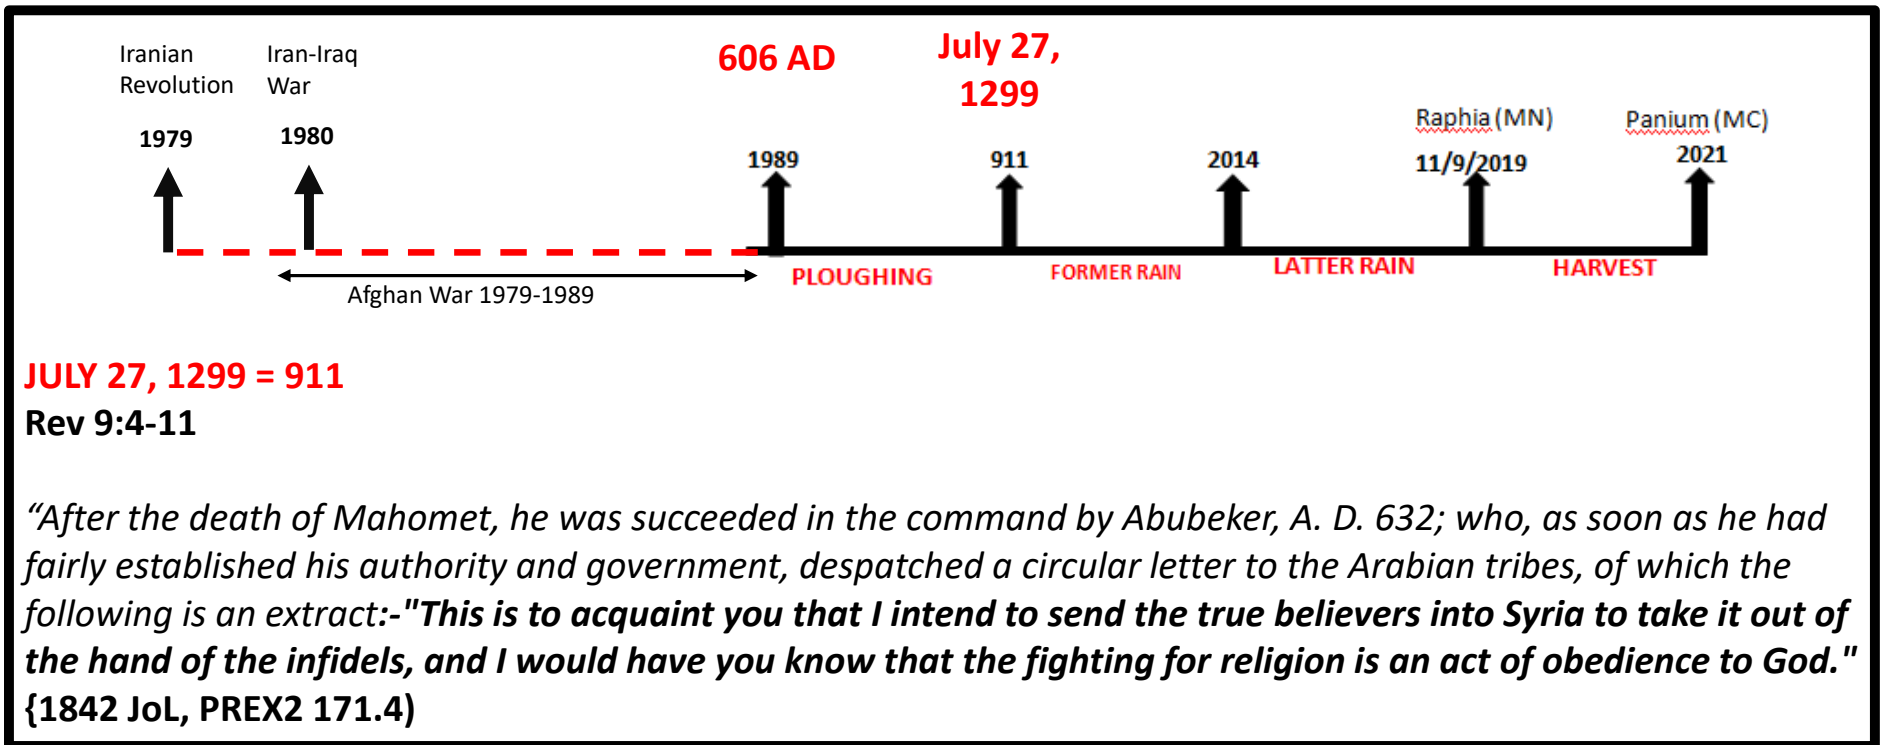 Iranian
Revolution
1979
Iran-Iraq
War
1980
606 AD
1989
July 27,
1299
911
2014
Raphia (MN)
11/9/2019
Panium (MC)
2021
Afghan War 1979-1989
PLOUGHING
FORMER RAIN
LATTER RAIN
HARVEST
JULY 27, 1299 = 911
Rev 9:4-11
“After the death of Mahomet, he was succeeded in the command by Abubeker, A. D. 632; who, as soon as he had
fairly established his authority and government, despatched a circular letter to the Arabian tribes, of which the
following is an extract:-"This is to acquaint you that I intend to send the true believers into Syria to take it out of
the hand of the infidels, and I would have you know that the fighting for religion is an act of obedience to God."
{1842 JoL, PREX2 171.4)